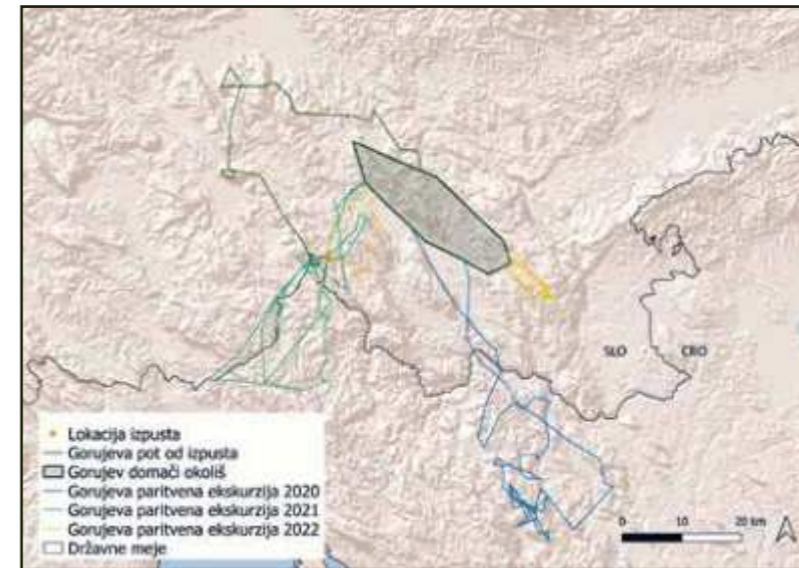 SLO CRO
Lokacija izpusta
Gorujeva pot od izpusta
Gorujev domači okoliš
Gorujeva paritvena ekskurzija 2020
Gorujeva paritvena ekskurzija 2021
Gorujeva paritvena ekskurzija 2022
Državne meje
0 10 20 km